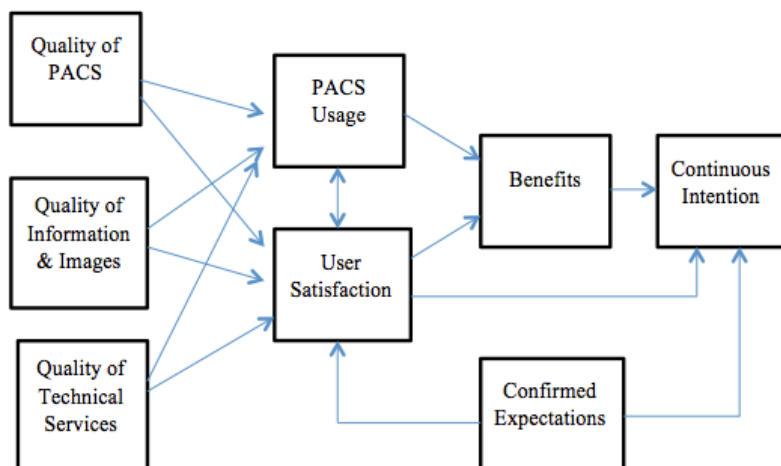 Quality of
PACS
PACS
Usage
Quality of
Information
& Images
User
Satisfaction
Benefits
Continuous
Intention
Quality of
Technical
Services
Confirmed
Expectations